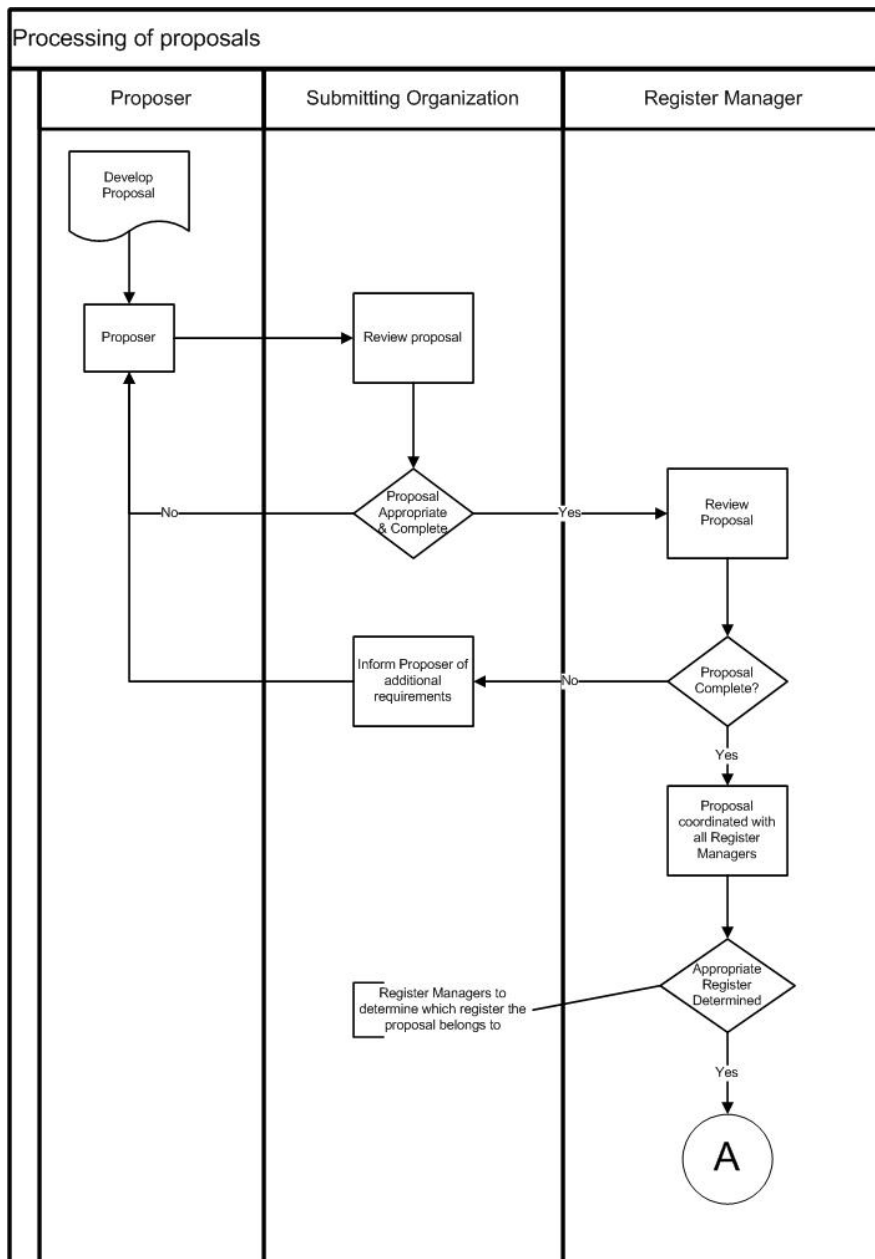 Processing of proposals
Proposer
Submitting Organization
Register Manager
Develop
Proposal
Proposer
Review proposal
Proposal
Appropriate
& Complete
No
Yes
Review
Proposal
Inform Proposer of
additional
requirements
No
Proposal
Complete?
Yes
Proposal
coordinated with
all Register
Managers
Register Managers to
determine which register the
proposal belongs to
Appropriate
Register
Determined
Yes
A